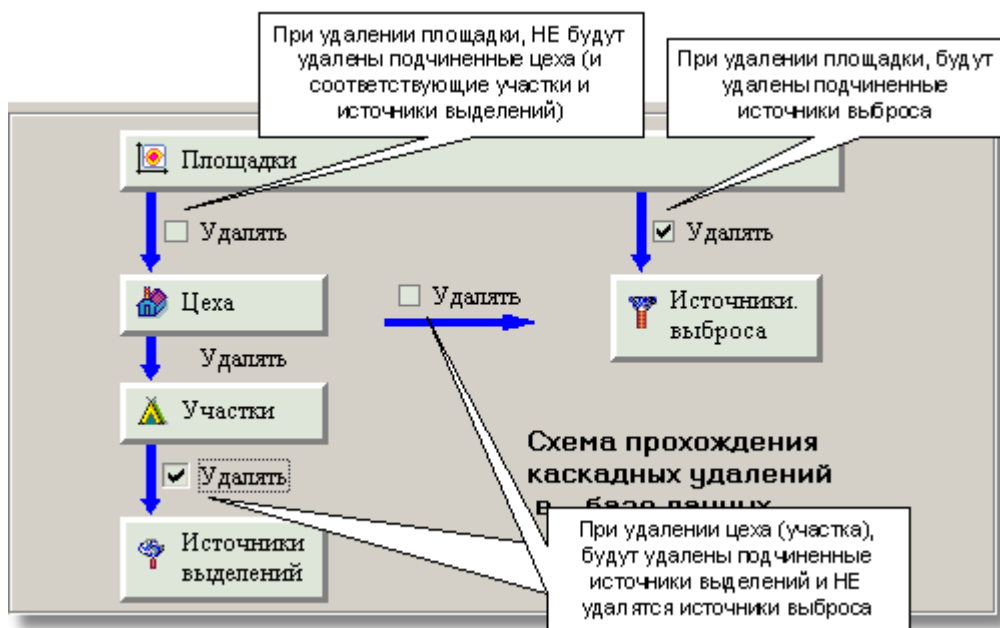 При удалении площадки, НЕ будут
удалены подчиненные цеха (и
соответствующие участки и
источники выделений)
При удалении площадки, будут
удалены подчиненные
источники выброса
Площадки
Удалять
Удалять
Цеха
Удалять
Источники.
выброса
Удалять
Участки
Схема прохождения
каскадных удалений
Удалять
в базе данных
Источники
выделений
При удалении цеха (участка),
будут удалены подчиненные
источники выделений и НЕ
удалятся источники выброса